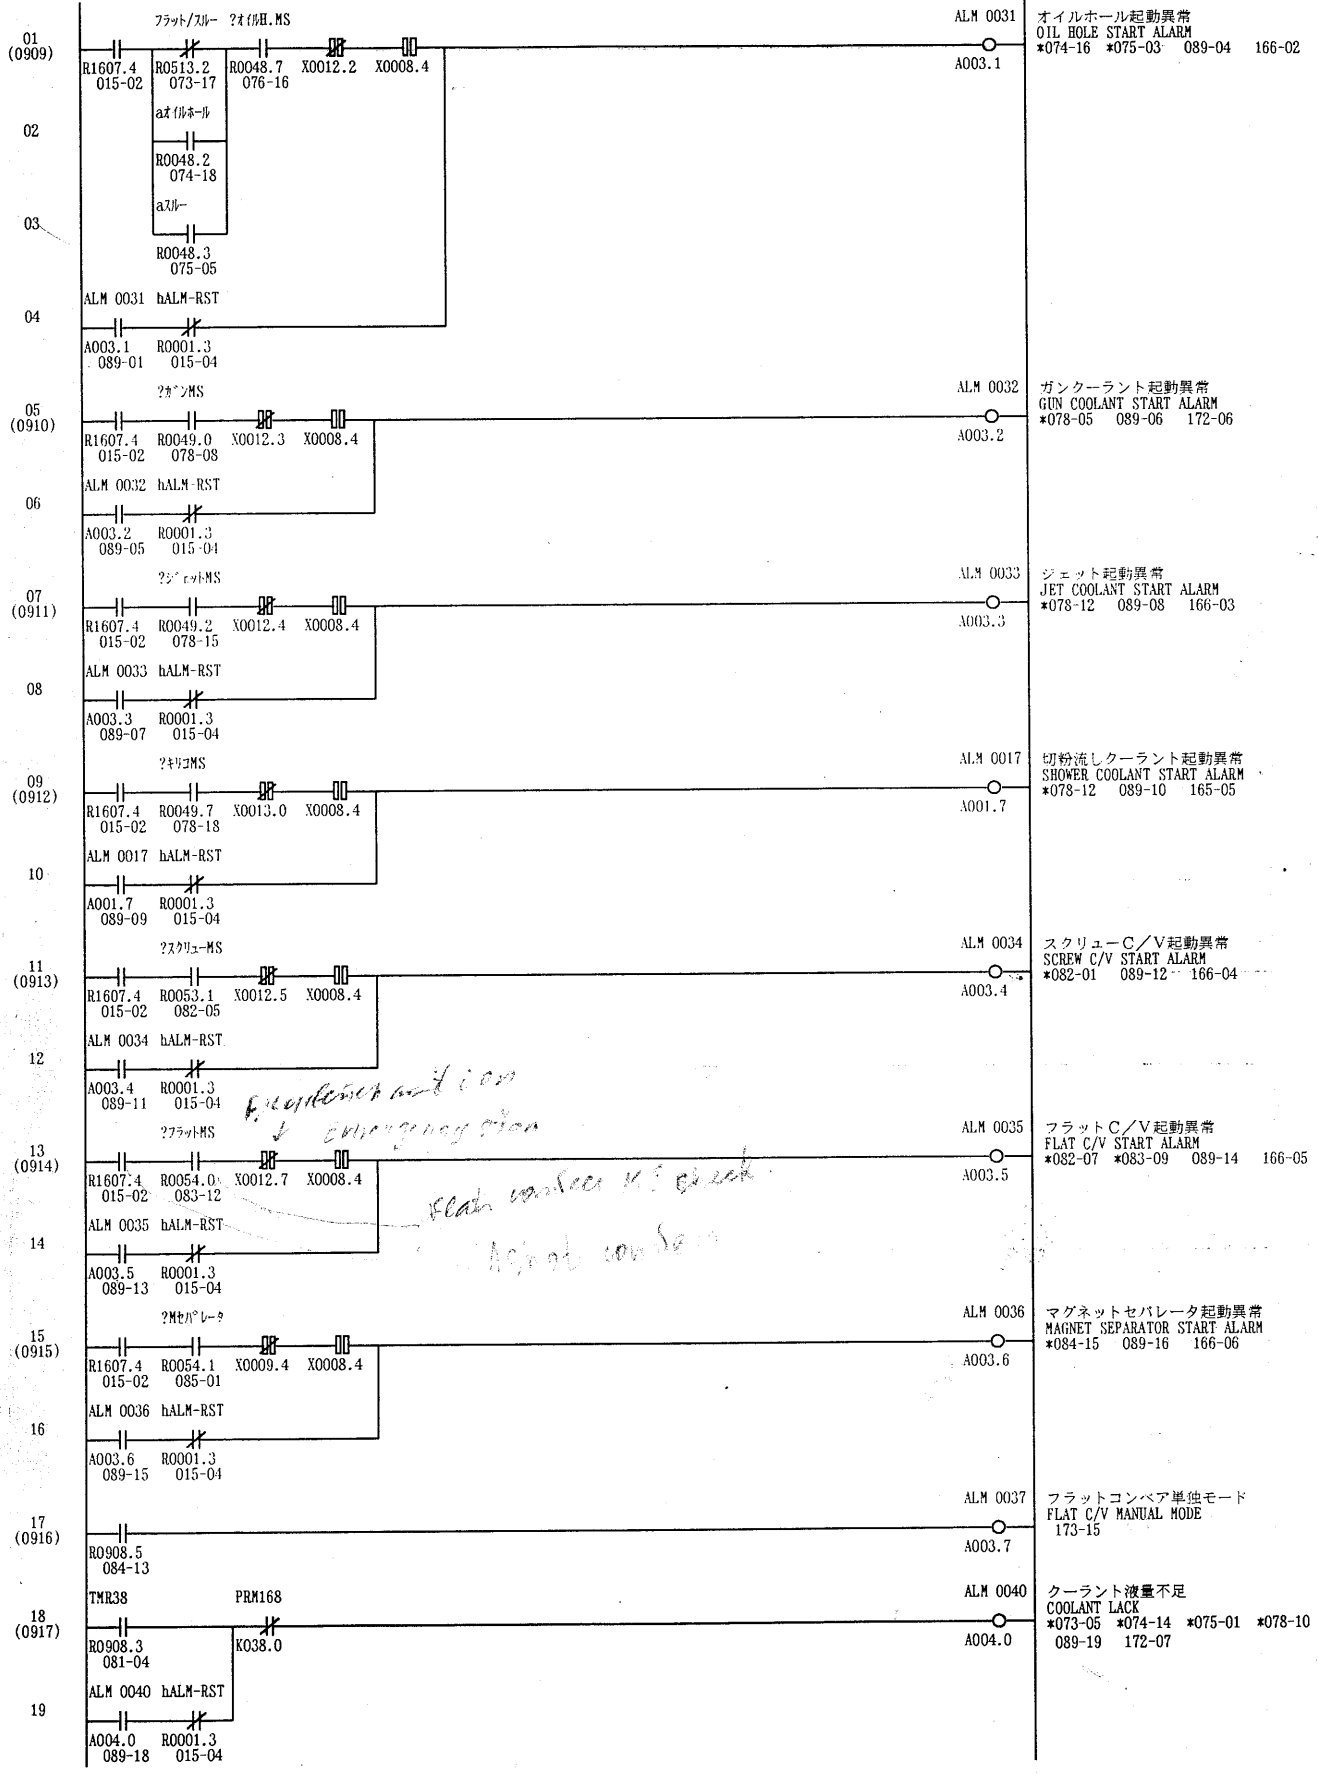 フラット/スルー ?オイルH.MS ALM 0031 オイルホール起動異常
OIL HOLE START ALARM
01
(0909)
*074-16 *075-03 089-04 166-02
R1607.4 R0513.2 R0048.7 X0012.2 X0008.4 A003.1
015-02 073-17 076-16
aオイルホール
02
R0048.2
074-18
aスルー
03
R0048.3
075-05
ALM 0031 hALM-RST
04
A003.1 R0001.3
089-01 015-04
?ガンMS ALM 0032 ガンクーラント起動異常
GUN COOLANT START ALARM
05
(0910)
*078-05 089-06 172-06
R1607.4 R0049.0 X0012.3 X0008.4 A003.2
015-02 078-08
ALM 0032 hALM-RST
06
A003.2 R0001.3
089-05 015-04
?ジェットMS ALM 0033 ジェット起動異常
JET COOLANT START ALARM
07
(0911)
*078-12 089-08 166-03
R1607.4 R0049.2 X0012.4 X0008.4 A003.3
015-02 078-15
ALM 0033 hALM-RST
08
A003.3 R0001.3
089-07 015-04
?キリコMS ALM 0017 切粉流しクーラント起動異常
SHOWER COOLANT START ALARM
09
(0912)
*078-12 089-10 165-05
R1607.4 R0049.7 X0013.0 X0008.4 A001.7
015-02 078-18
ALM 0017 hALM-RST
10
A001.7 R0001.3
089-09 015-04
?スクリューMS ALM 0034 スクリューC／V起動異常
SCREW C/V START ALARM
11
(0913)
*082-01 089-12 166-04
R1607.4 R0053.1 X0012.5 X0008.4 A003.4
015-02 082-05
ALM 0034 hALM-RST
12
A003.4 R0001.3
089-11 015-04
?フラットMS ALM 0035 フラットC／V起動異常
FLAT C/V START ALARM
13
(0914)
*082-07 *083-09 089-14 166-05
R1607.4 R0054.0 X0012.7 X0008.4 A003.5
015-02 083-12
check
ALM 0035 hALM-RST
14
A003.5 R0001.3
089-13 015-04
?Mセパレータ ALM 0036 マグネットセパレータ起動異常
MAGNET SEPARATOR START ALARM
15
(0915)
*084-15 089-16 166-06
R1607.4 R0054.1 X0009.4 X0008.4 A003.6
015-02 085-01
ALM 0036 hALM-RST
16
A003.6 R0001.3
089-15 015-04
ALM 0037 フラットコンベア単独モード
FLAT C/V MANUAL MODE
17
(0916)
173-15
R0908.5 A003.7
084-13
TMR38 PRM168 ALM 0040 クーラント液量不足
COOLANT LACK
18
(0917)
*073-05 *074-14 *075-01 *078-10
089-19 172-07
R0908.3 K038.0 A004.0
081-04
ALM 0040 hALM-RST
19
A004.0 R0001.3
089-18 015-04